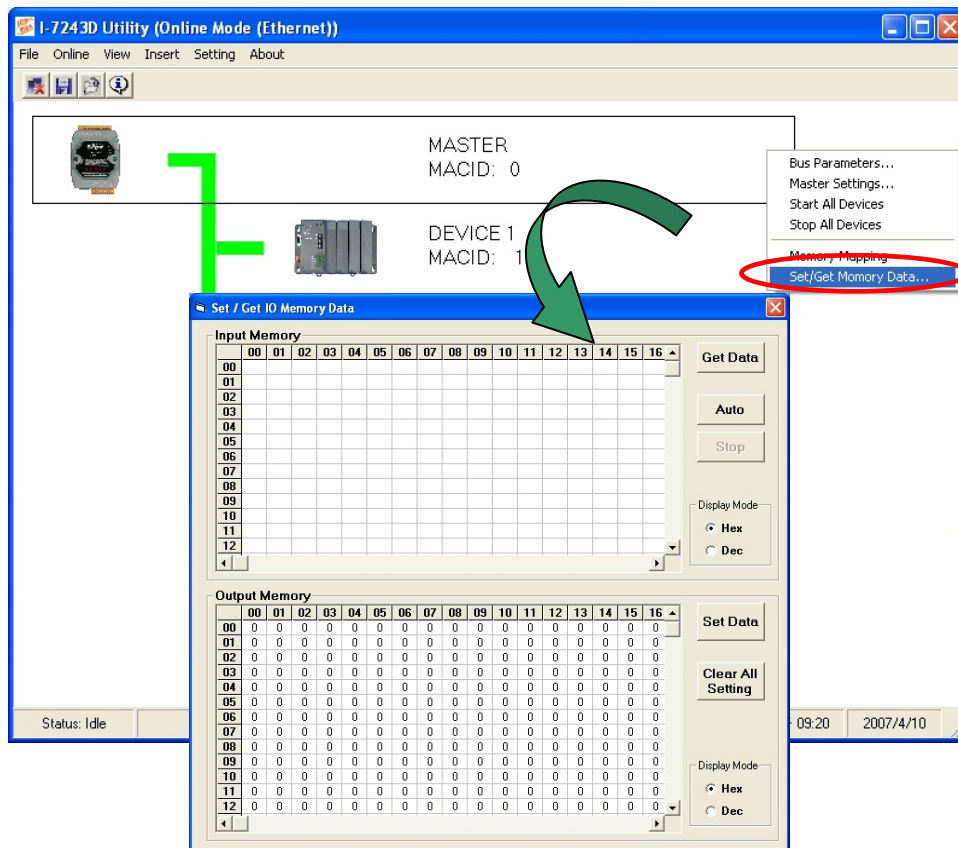 I-7243D Utility (Online Mode (Ethernet))
File Online View Insert Setting About
MASTER
MACID: 0
DEVICE 1
MACID: 1
Bus Parameters...
Master Settings...
Start All Devices
Stop All Devices
Memory Mapping
Set/Get Momory Data...
Set / Get IO Memory Data
Input Memory
00 01 02 03 04 05 06 07 08 09 10 11 12 13 14 15 16
00
01
02
03
04
05
06
07
08
09
10
11
12
Get Data
Auto
Stop
Display Mode
Hex
Dec
Output Memory
00 01 02 03 04 05 06 07 08 09 10 11 12 13 14 15 16
00 0 0 0 0 0 0 0 0 0 0 0 0 0 0 0 0 0
01 0 0 0 0 0 0 0 0 0 0 0 0 0 0 0 0 0
02 0 0 0 0 0 0 0 0 0 0 0 0 0 0 0 0 0
03 0 0 0 0 0 0 0 0 0 0 0 0 0 0 0 0 0
04 0 0 0 0 0 0 0 0 0 0 0 0 0 0 0 0 0
05 0 0 0 0 0 0 0 0 0 0 0 0 0 0 0 0 0
06 0 0 0 0 0 0 0 0 0 0 0 0 0 0 0 0 0
07 0 0 0 0 0 0 0 0 0 0 0 0 0 0 0 0 0
08 0 0 0 0 0 0 0 0 0 0 0 0 0 0 0 0 0
09 0 0 0 0 0 0 0 0 0 0 0 0 0 0 0 0 0
10 0 0 0 0 0 0 0 0 0 0 0 0 0 0 0 0 0
11 0 0 0 0 0 0 0 0 0 0 0 0 0 0 0 0 0
12 0 0 0 0 0 0 0 0 0 0 0 0 0 0 0 0 0
Set Data
Clear All
Setting
Display Mode
Hex
Dec
Status: Idle
09:20
2007/4/10